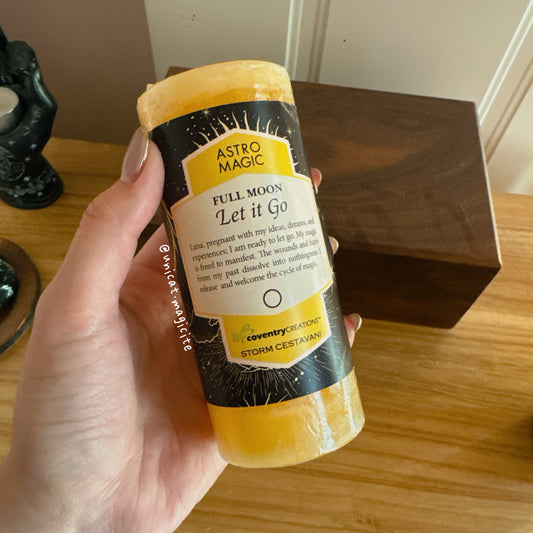 ASTRO
MAGIC
FULL MOON
Let it Go
Luna, pregnant with my ideas, dreams, and
experiences; I am ready to let go. My magic
is freed to manifest. The wounds and hurts
from my past dissolve into nothingness. I
release and welcome the cycle of magic.
coventryCREATIONS™
STORM CESTAVANI
@unicat.magicite